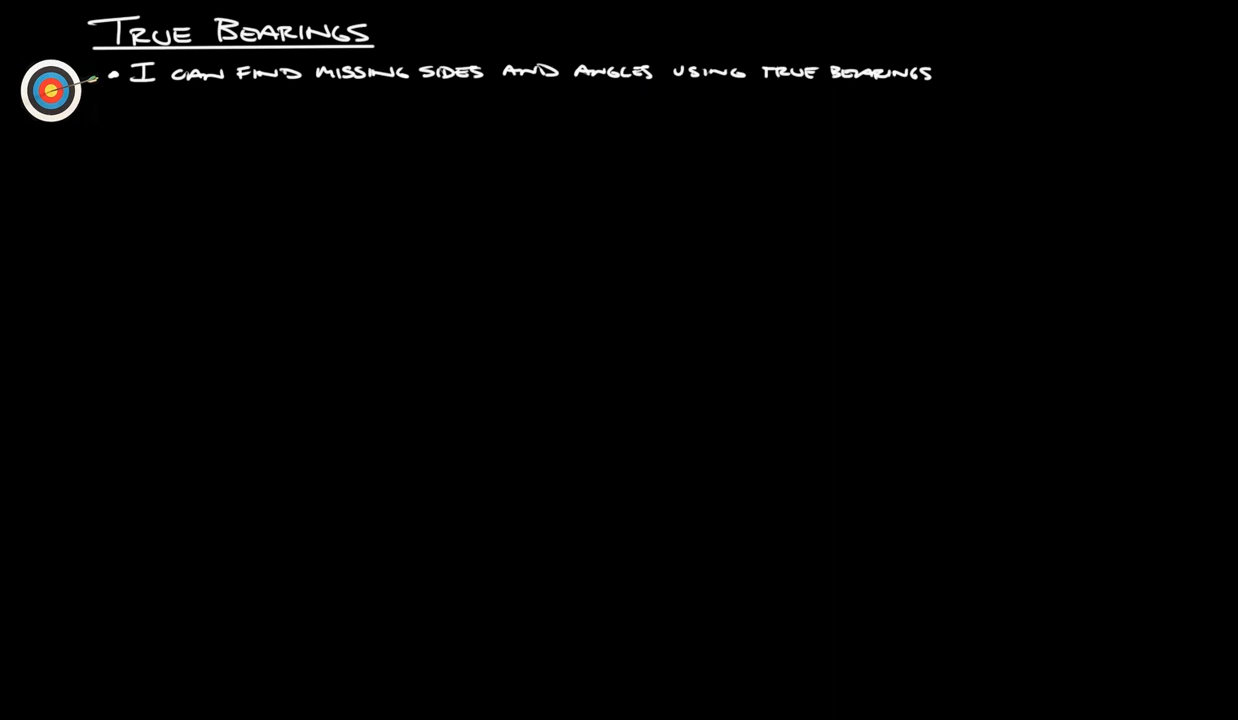 TRUE BEARINGS
• I CAN FIND MISSING SIDES AND ANGLES USING TRUE BEARINGS